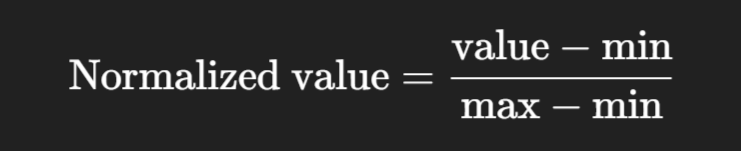 Normalized value = (value − min) / (max − min)